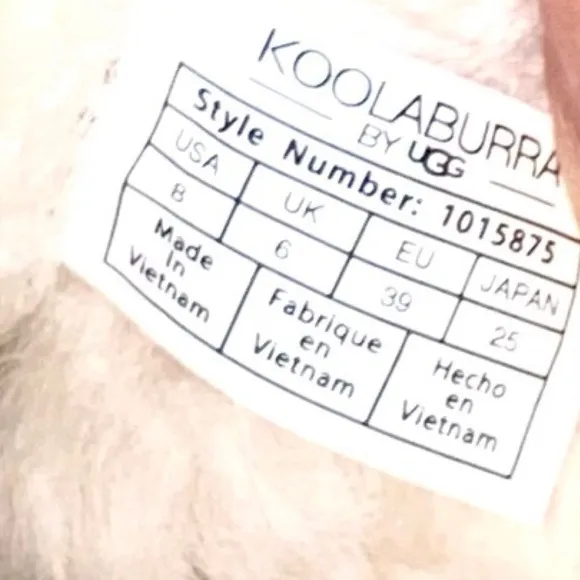 KOOLABURRA
BY UGG
Style Number: 1015875
USA UK EU JAPAN
8 6 39 25
Made
In
Vietnam
Fabrique
en
Vietnam
Hecho
en
Vietnam